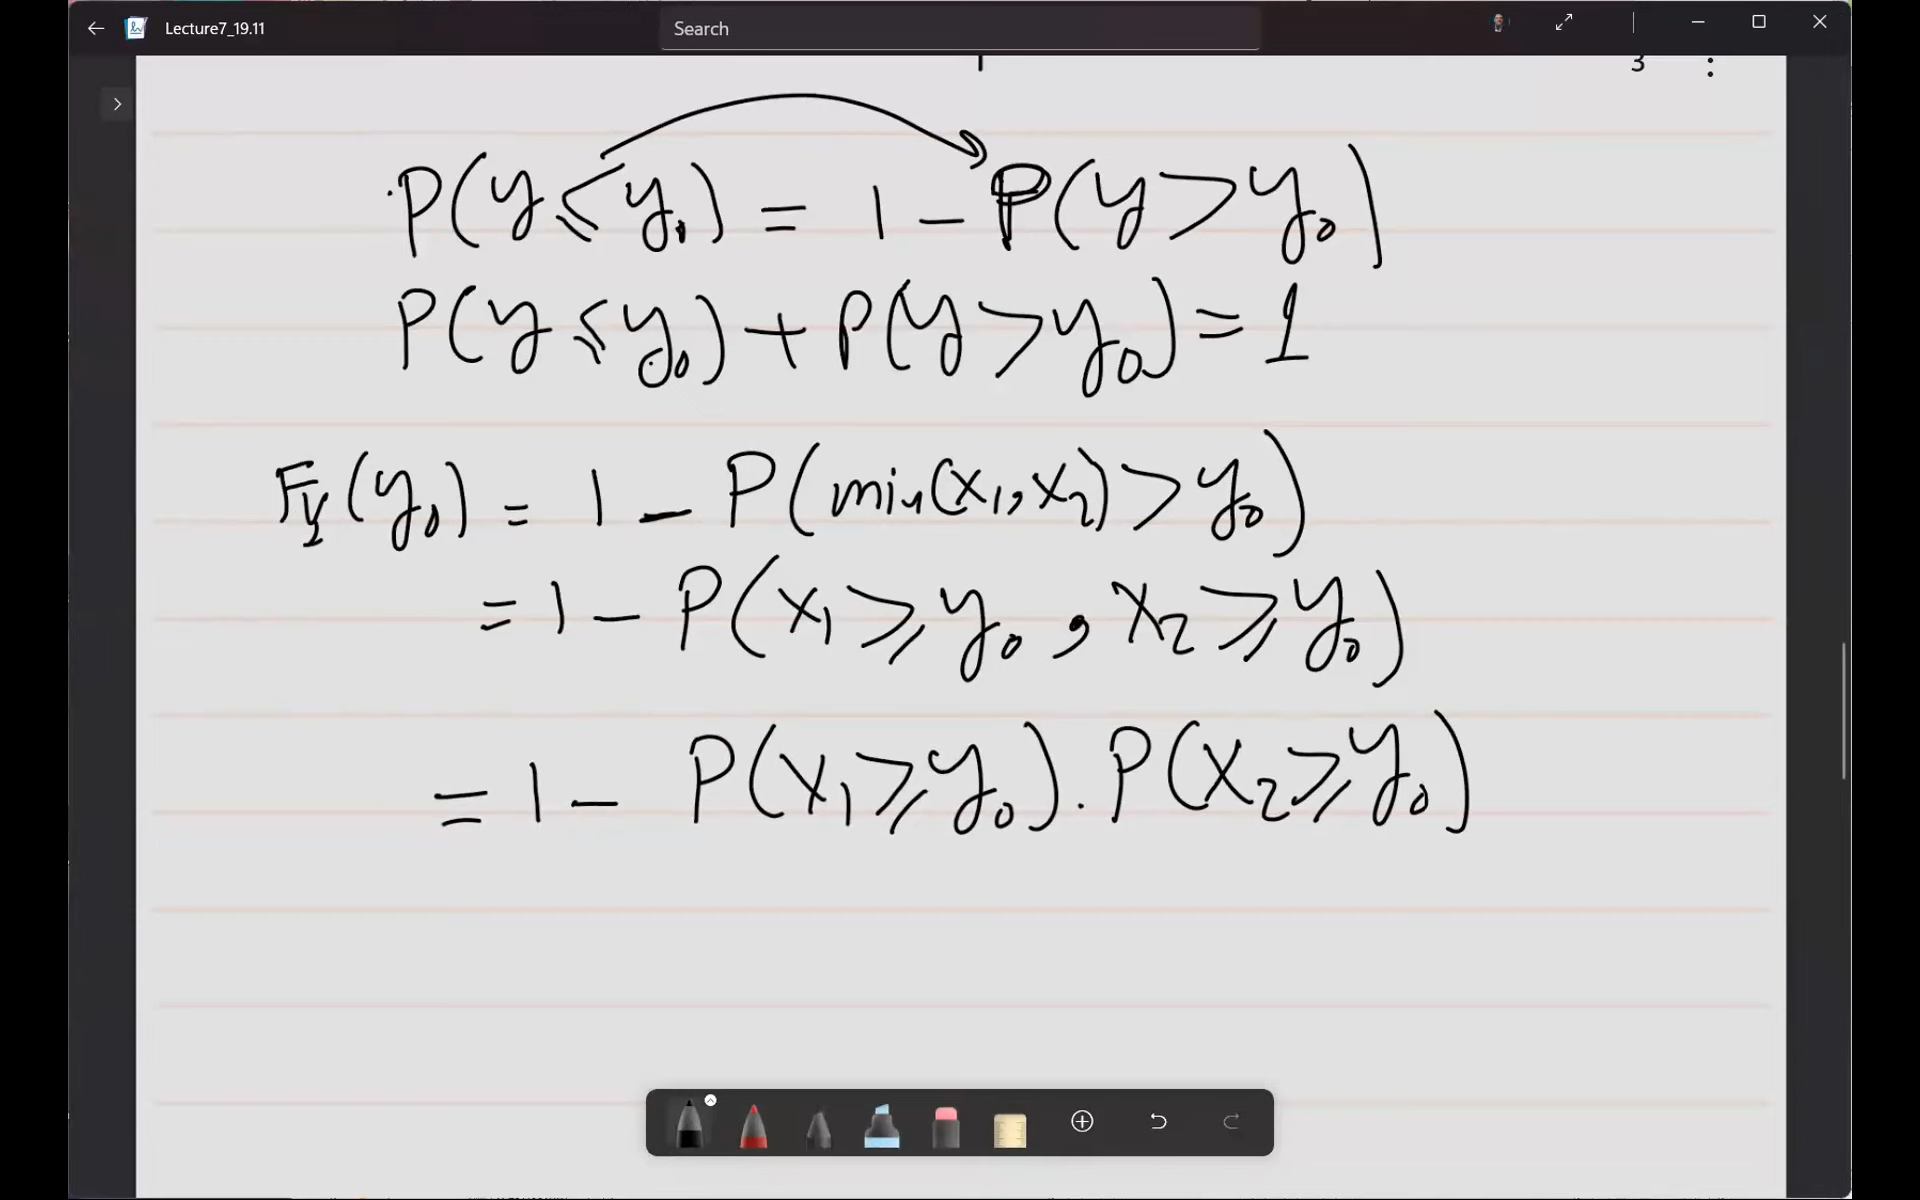 Lecture7_19.11
Search
3
P(y ≤ y₀) = 1 - P(y > y₀)
P(y ≤ y₀) + P(y > y₀) = 1
F_Y(y₀) = 1 - P(min(x₁, x₂) > y₀)
= 1 - P(x₁ ≥ y₀, x₂ ≥ y₀)
= 1 - P(x₁ ≥ y₀) . P(x₂ ≥ y₀)